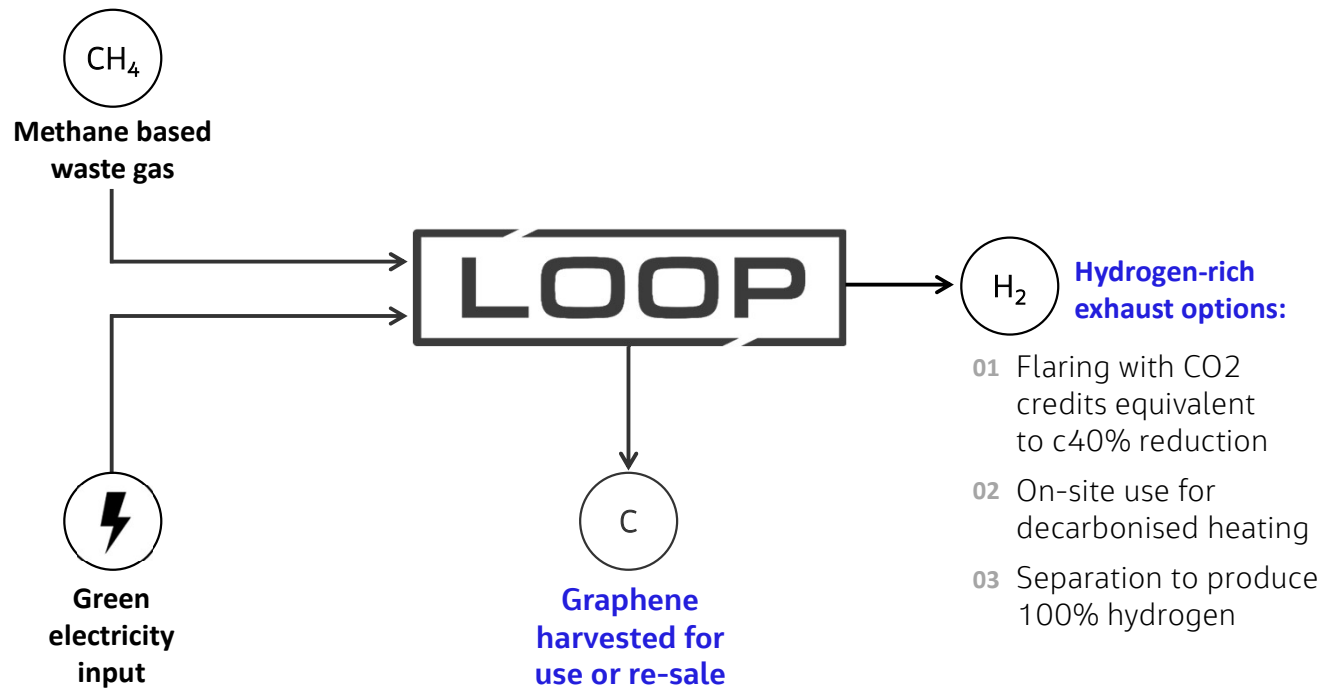 CH₄
Methane based
waste gas
LOOP
H₂
Hydrogen-rich
exhaust options:
01 Flaring with CO2
credits equivalent
to c40% reduction
02 On-site use for
decarbonised heating
03 Separation to produce
100% hydrogen
C
Graphene
harvested for
use or re-sale
Green
electricity
input